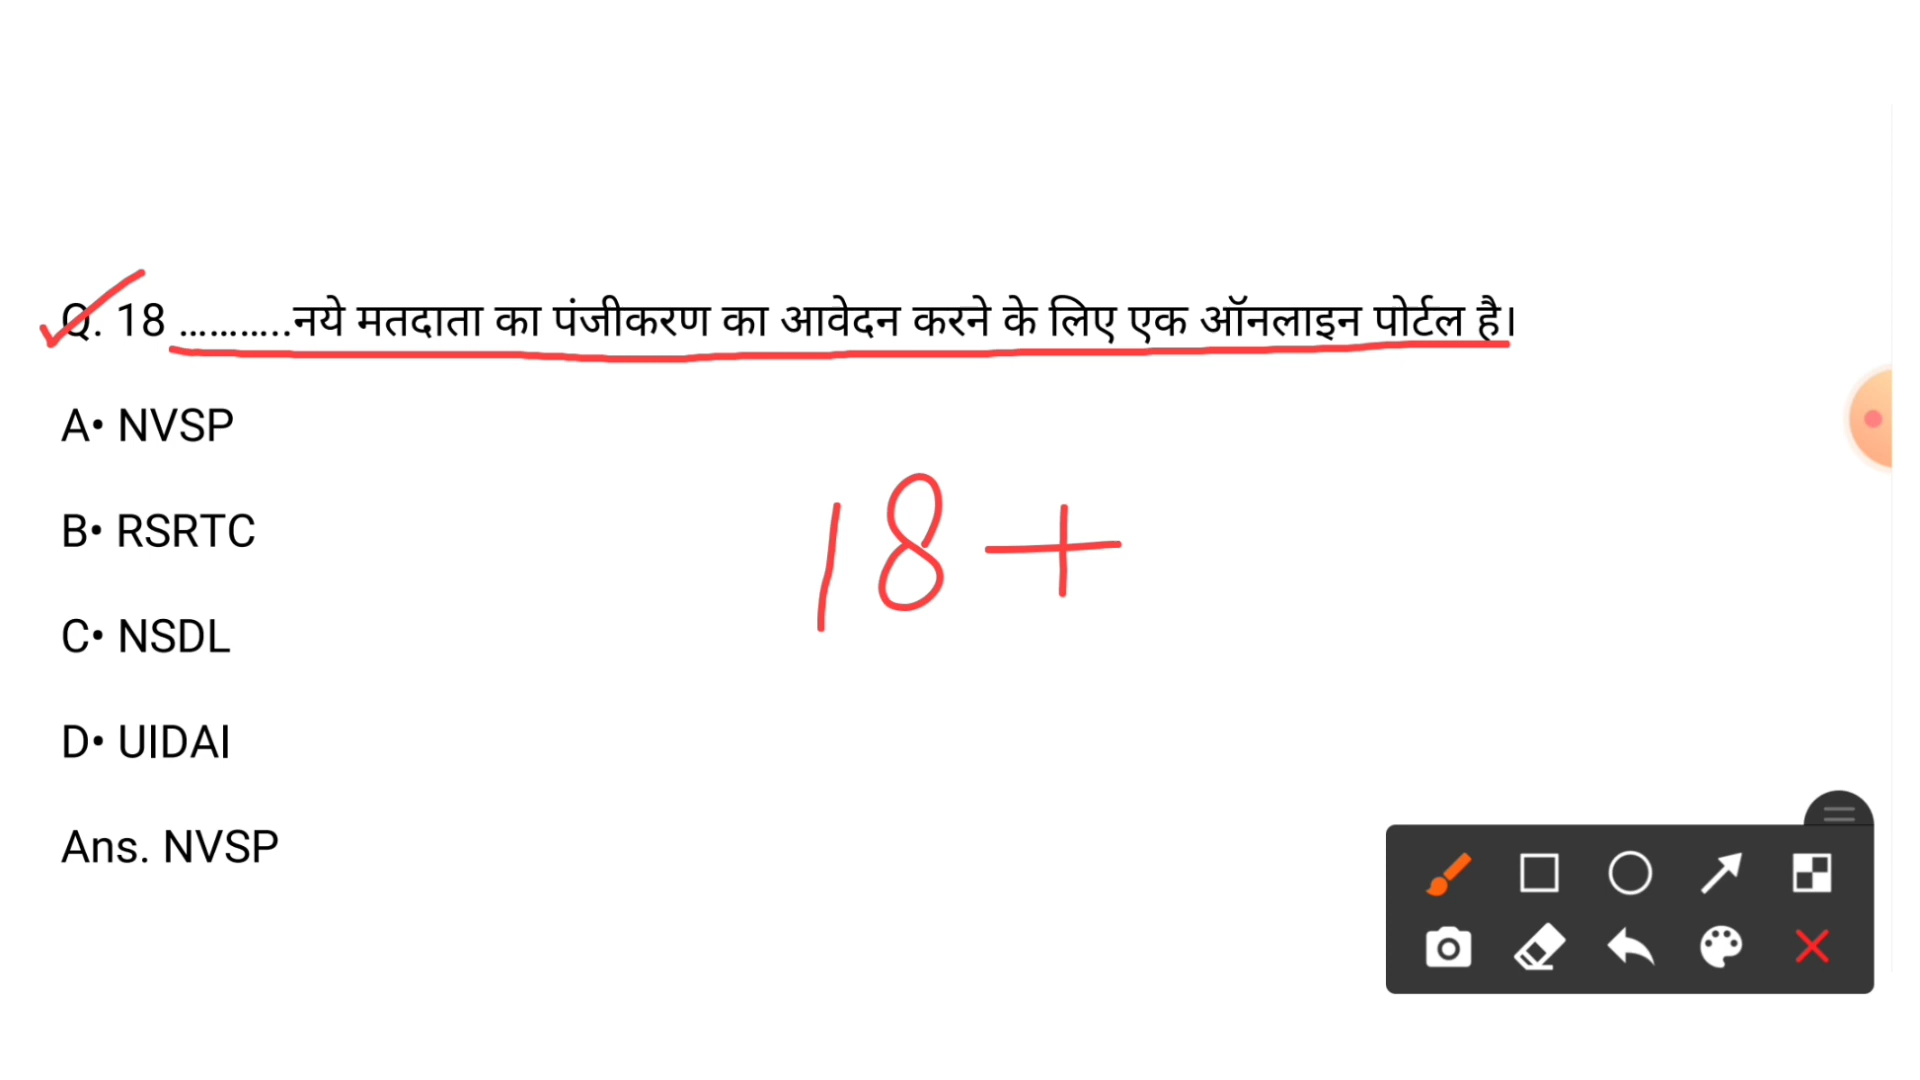 Q. 18 ………..नये मतदाता का पंजीकरण का आवेदन करने के लिए एक ऑनलाइन पोर्टल है।
A• NVSP
18+
B• RSRTC
C• NSDL
D• UIDAI
Ans. NVSP